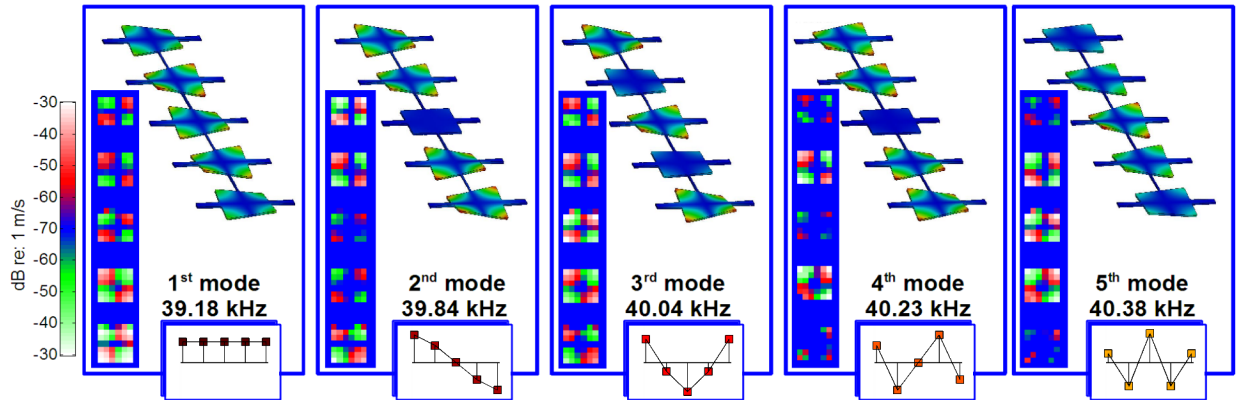 -30
-40
-50
-60
-70
-60
-50
-40
-30
dB re: 1 m/s
1st mode
39.18 kHz
2nd mode
39.84 kHz
3rd mode
40.04 kHz
4th mode
40.23 kHz
5th mode
40.38 kHz